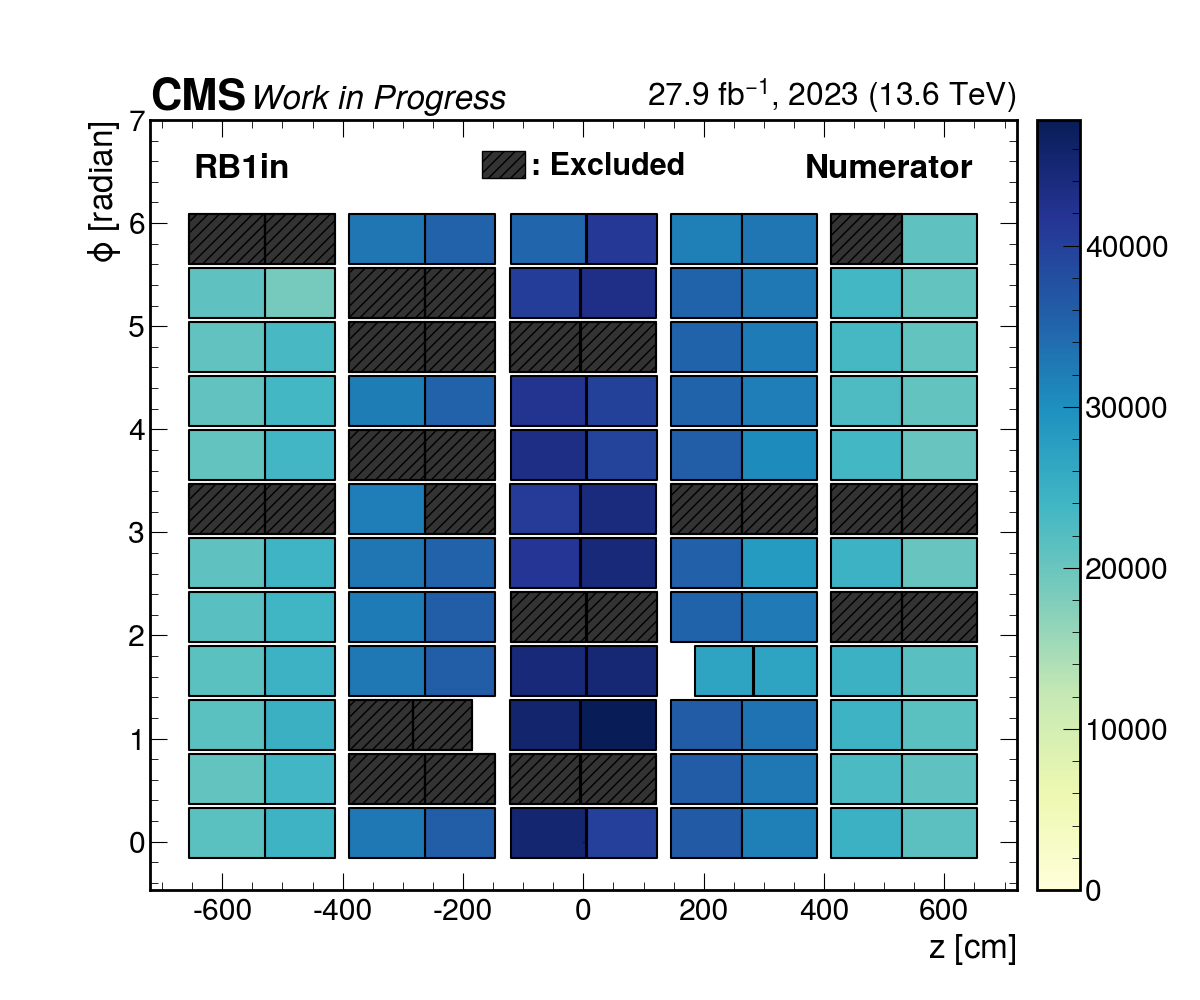 CMS Work in Progress 27.9 fb⁻¹, 2023 (13.6 TeV)
RB1in : Excluded Numerator
ϕ [radian]
7
6
5
4
3
2
1
0
-600 -400 -200 0 200 400 600
z [cm]
40000
30000
20000
10000
0